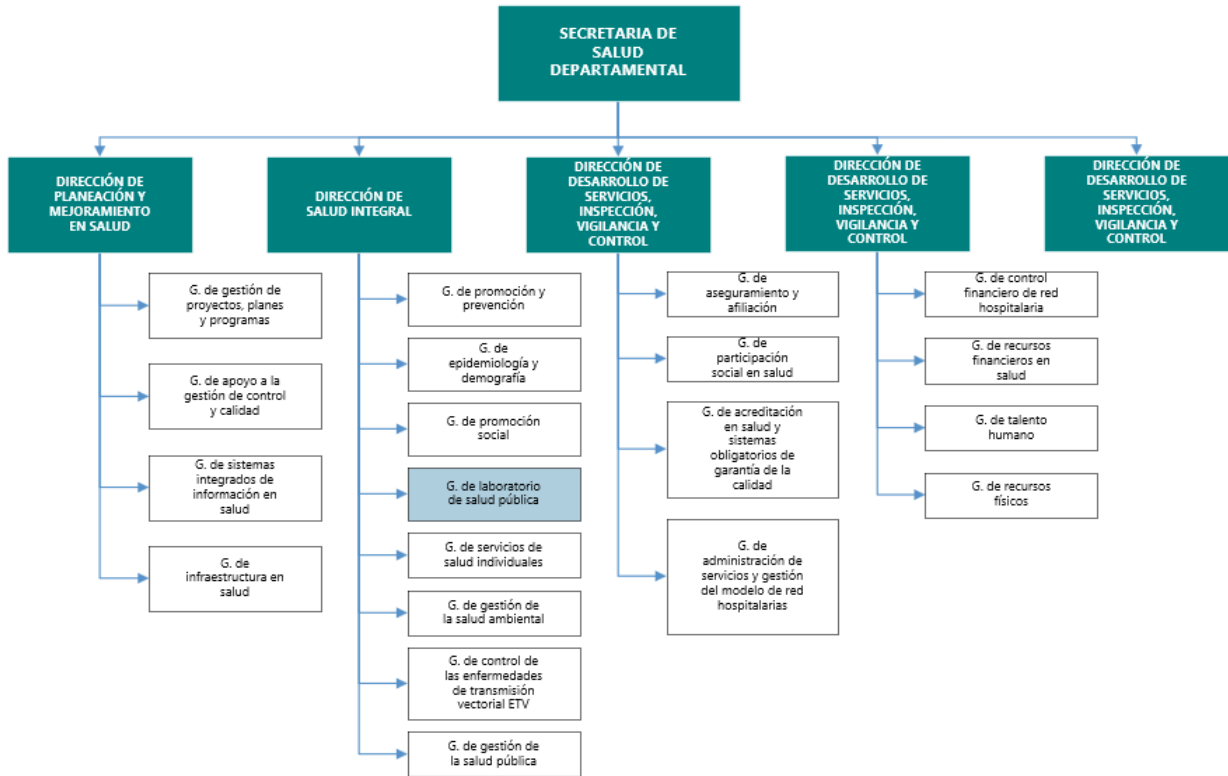 SECRETARIA DE
SALUD
DEPARTAMENTAL
DIRECCIÓN DE
PLANEACIÓN Y
MEJORAMIENTO
EN SALUD
DIRECCIÓN DE
SALUD INTEGRAL
DIRECCIÓN DE
DESARROLLO DE
SERVICIOS,
INSPECCIÓN,
VIGILANCIA Y
CONTROL
DIRECCIÓN DE
DESARROLLO DE
SERVICIOS,
INSPECCIÓN,
VIGILANCIA Y
CONTROL
DIRECCIÓN DE
DESARROLLO DE
SERVICIOS,
INSPECCIÓN,
VIGILANCIA Y
CONTROL
G. de gestión de
proyectos, planes
y programas
G. de apoyo a la
gestión de control
y calidad
G. de sistemas
integrados de
información en
salud
G. de
infraestructura en
salud
G. de promoción y
prevención
G. de
epidemiología y
demografía
G. de promoción
social
G. de laboratorio
de salud pública
G. de servicios de
salud individuales
G. de gestión de
la salud ambiental
G. de control de
las enfermedades
de transmisión
vectorial ETV
G. de gestión de
la salud pública
G. de
aseguramiento y
afiliación
G. de
participación
social en salud
G. de acreditación
en salud y
sistemas
obligatorios de
garantía de la
calidad
G. de
administración de
servicios y gestión
del modelo de red
hospitalarias
G. de control
financiero de red
hospitalaria
G. de recursos
financieros en
salud
G. de talento
humano
G. de recursos
físicos